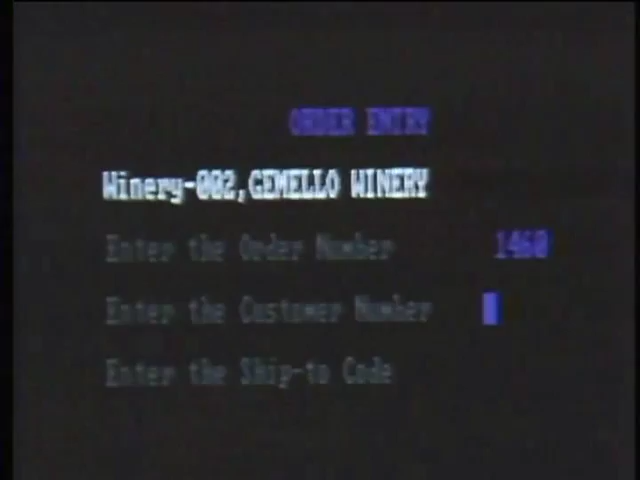 ORDER ENTRY
Winery-002,GEMELLO WINERY
Enter the Order Number 1460
Enter the Customer Number
Enter the Ship-to Code